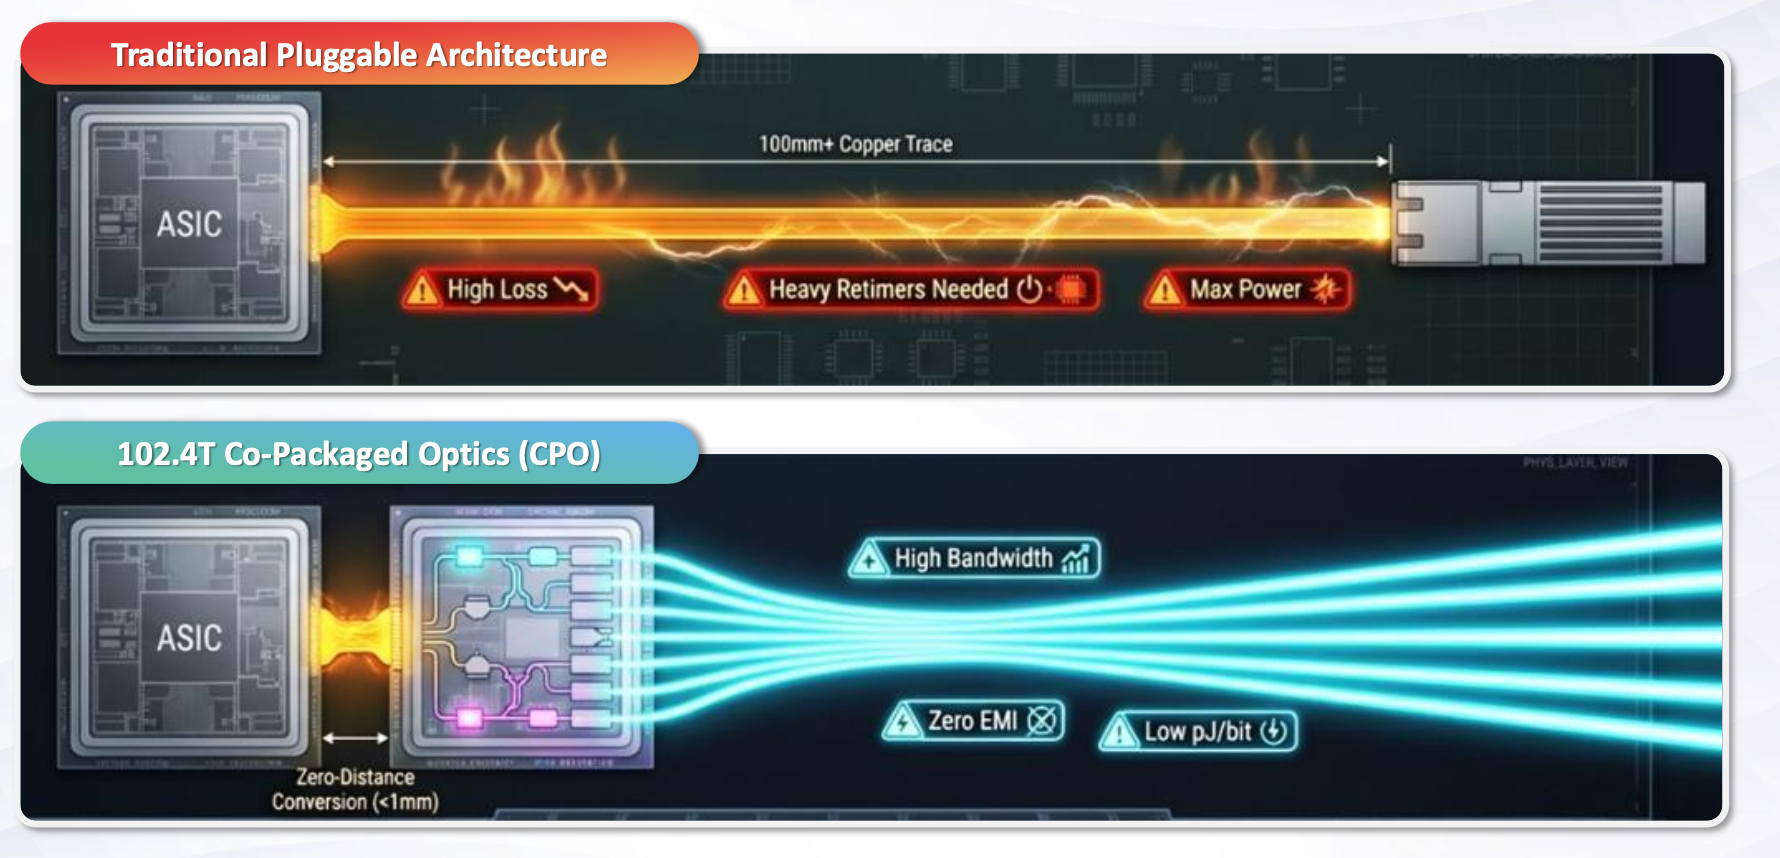 Traditional Pluggable Architecture
100mm+ Copper Trace
ASIC
High Loss
Heavy Retimers Needed
Max Power
102.4T Co-Packaged Optics (CPO)
PHYS_LAYER_VIEW
High Bandwidth
ASIC
Zero EMI
Low pJ/bit
Zero-Distance
Conversion (<1mm)